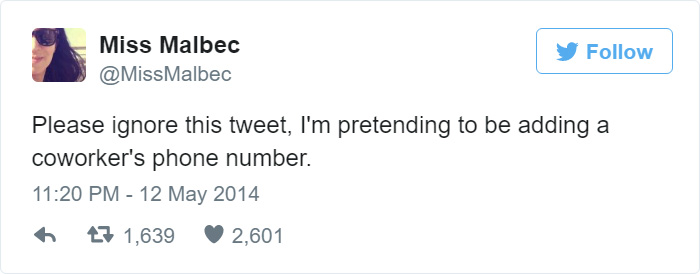 Miss Malbec
@MissMalbec
Follow
Please ignore this tweet, I'm pretending to be adding a
coworker's phone number.
11:20 PM - 12 May 2014
1,639 2,601